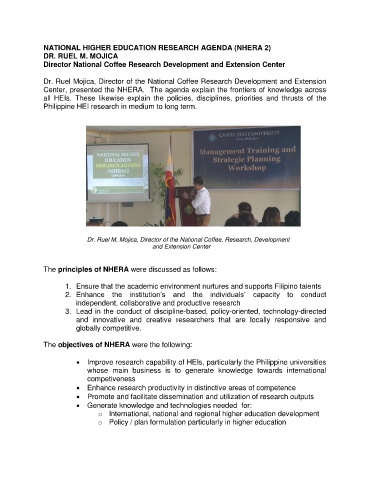 NATIONAL HIGHER EDUCATION RESEARCH AGENDA (NHERA 2)
DR. RUEL M. MOJICA
Director National Coffee Research Development and Extension Center
Dr. Ruel Mojica, Director of the National Coffee Research Development and Extension
Center, presented the NHERA. The agenda explain the frontiers of knowledge across
all HEIs. These likewise explain the policies, disciplines, priorities and thrusts of the
Philippine HEI research in medium to long term.
CAVITE STATE UNIVERSITY
Management Training and
Strategic Planning
Workshop
NATIONAL HIGHER
EDUCATION
RESEARCH AGENDA
Dr. Ruel M. Mojica, Director of the National Coffee, Research, Development
and Extension Center
The principles of NHERA were discussed as follows:
1. Ensure that the academic environment nurtures and supports Filipino talents
2. Enhance the institution's and the individuals' capacity to conduct
independent, collaborative and productive research
3. Lead in the conduct of discipline-based, policy-oriented, technology-directed
and innovative and creative researchers that are locally responsive and
globally competitive.
The objectives of NHERA were the following:
• Improve research capability of HEIs, particularly the Philippine universities
whose main business is to generate knowledge towards international
competiveness
• Enhance research productivity in distinctive areas of competence
• Promote and facilitate dissemination and utilization of research outputs
• Generate knowledge and technologies needed for:
o International, national and regional higher education development
o Policy / plan formulation particularly in higher education